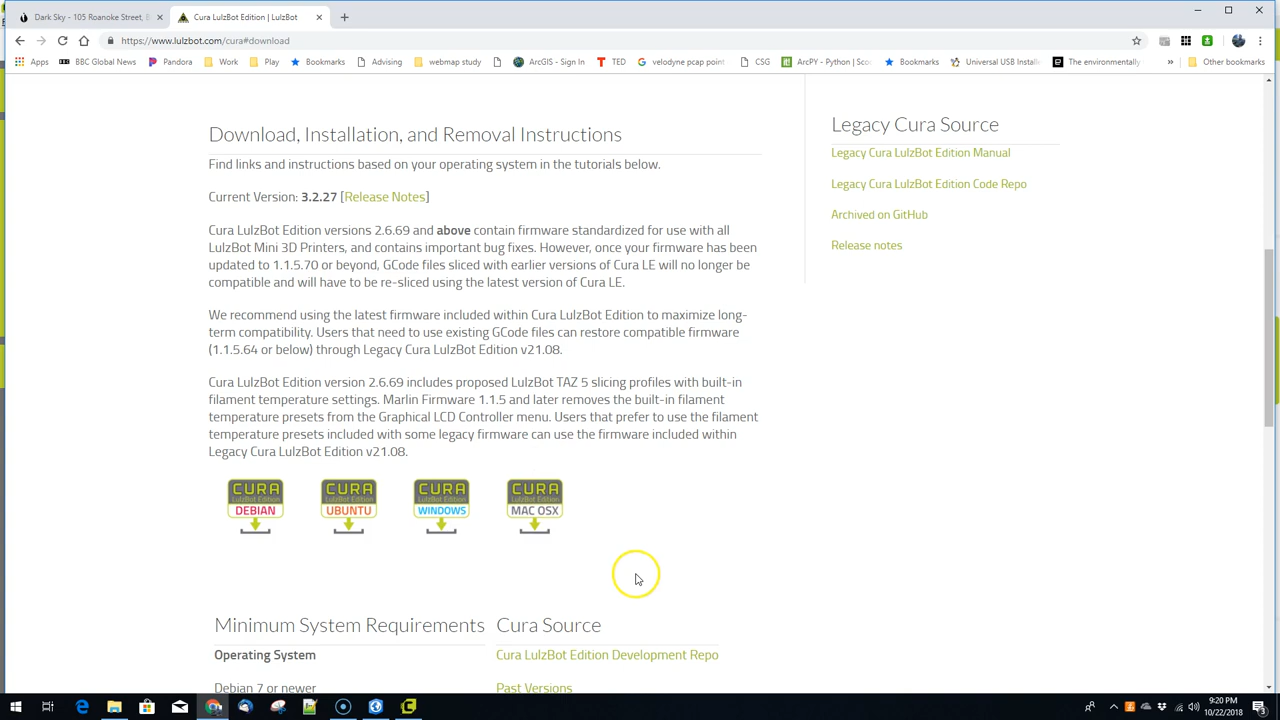 Dark Sky - 105 Roanoke Street, B
Cura LulzBot Edition | LulzBot
https://www.lulzbot.com/cura#download
Apps
BBC Global News
Pandora
Work
Play
Bookmarks
Advising
webmap study
ArcGIS - Sign In
TED
velodyne pcap point
CSG
ArcPY - Python | Sco
Bookmarks
Universal USB Install
The environmentally
»
Other bookmarks
Download, Installation, and Removal Instructions
Find links and instructions based on your operating system in the tutorials below.
Current Version: 3.2.27 [Release Notes]
Cura LulzBot Edition versions 2.6.69 and above contain firmware standardized for use with all
LulzBot Mini 3D Printers, and contains important bug fixes. However, once your firmware has been
updated to 1.1.5.70 or beyond, GCode files sliced with earlier versions of Cura LE will no longer be
compatible and will have to be re-sliced using the latest version of Cura LE.
We recommend using the latest firmware included within Cura LulzBot Edition to maximize long-
term compatibility. Users that need to use existing GCode files can restore compatible firmware
(1.1.5.64 or below) through Legacy Cura LulzBot Edition v21.08.
Cura LulzBot Edition version 2.6.69 includes proposed LulzBot TAZ 5 slicing profiles with built-in
filament temperature settings. Marlin Firmware 1.1.5 and later removes the built-in filament
temperature presets from the Graphical LCD Controller menu. Users that prefer to use the filament
temperature presets included with some legacy firmware can use the firmware included within
Legacy Cura LulzBot Edition v21.08.
CURA
LulzBot Edition
DEBIAN
CURA
LulzBot Edition
UBUNTU
CURA
LulzBot Edition
WINDOWS
CURA
LulzBot Edition
MAC OSX
Minimum System Requirements
Operating System
Debian 7 or newer
Cura Source
Cura LulzBot Edition Development Repo
Past Versions
Legacy Cura Source
Legacy Cura LulzBot Edition Manual
Legacy Cura LulzBot Edition Code Repo
Archived on GitHub
Release notes
9:20 PM
10/22/2018